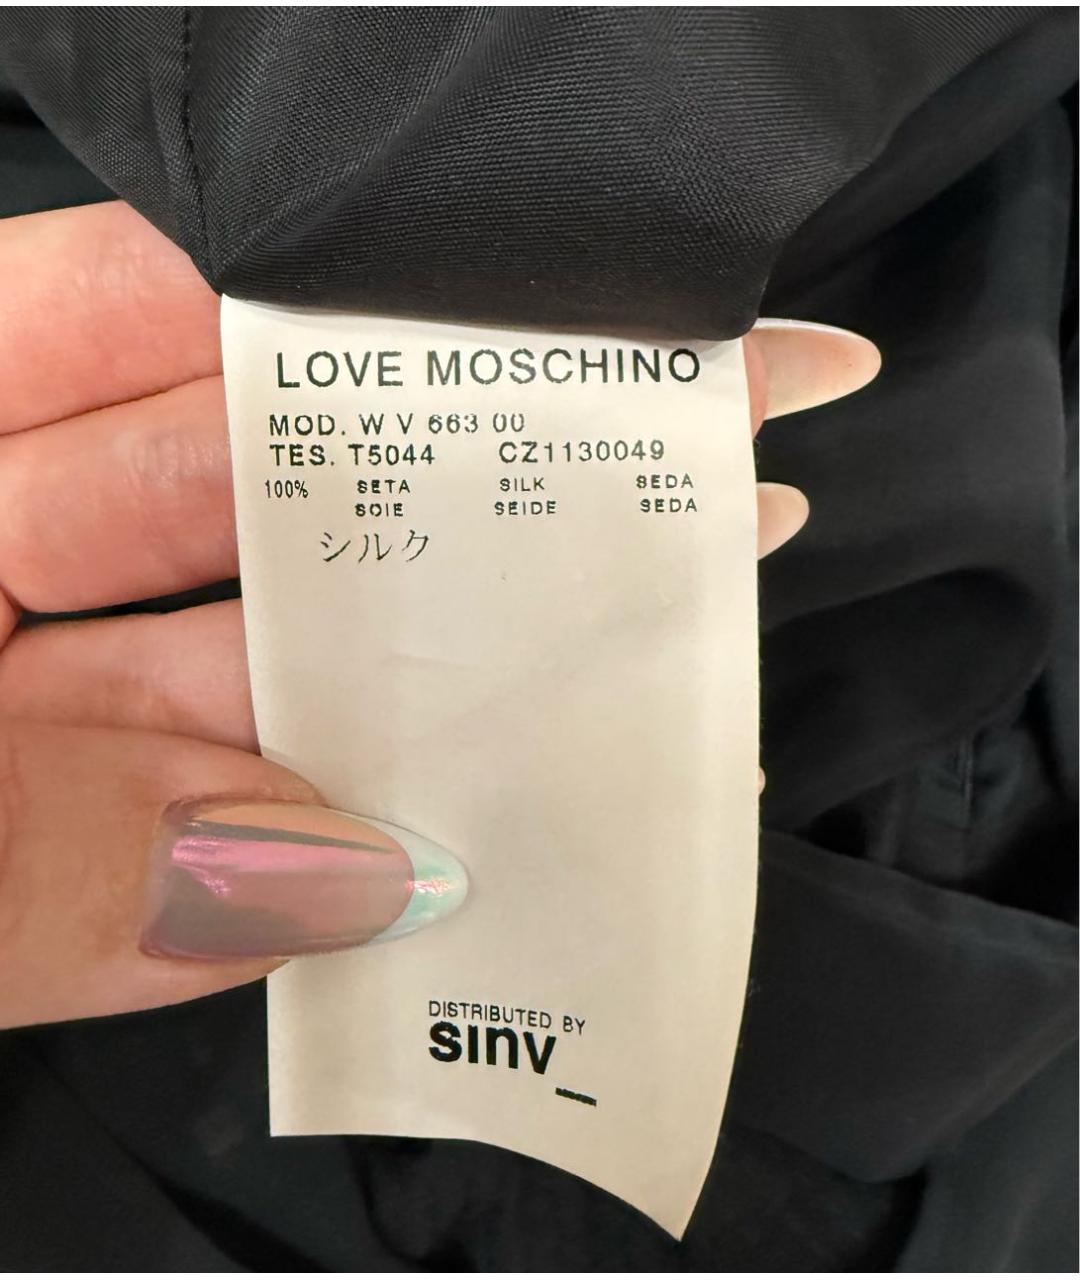 LOVE MOSCHINO
MOD. W V 663 00
TES. T5044 CZ1130049
100% SETA SILK SEDA
SOIE SEIDE SEDA
シルク
DISTRIBUTED BY
sınv_